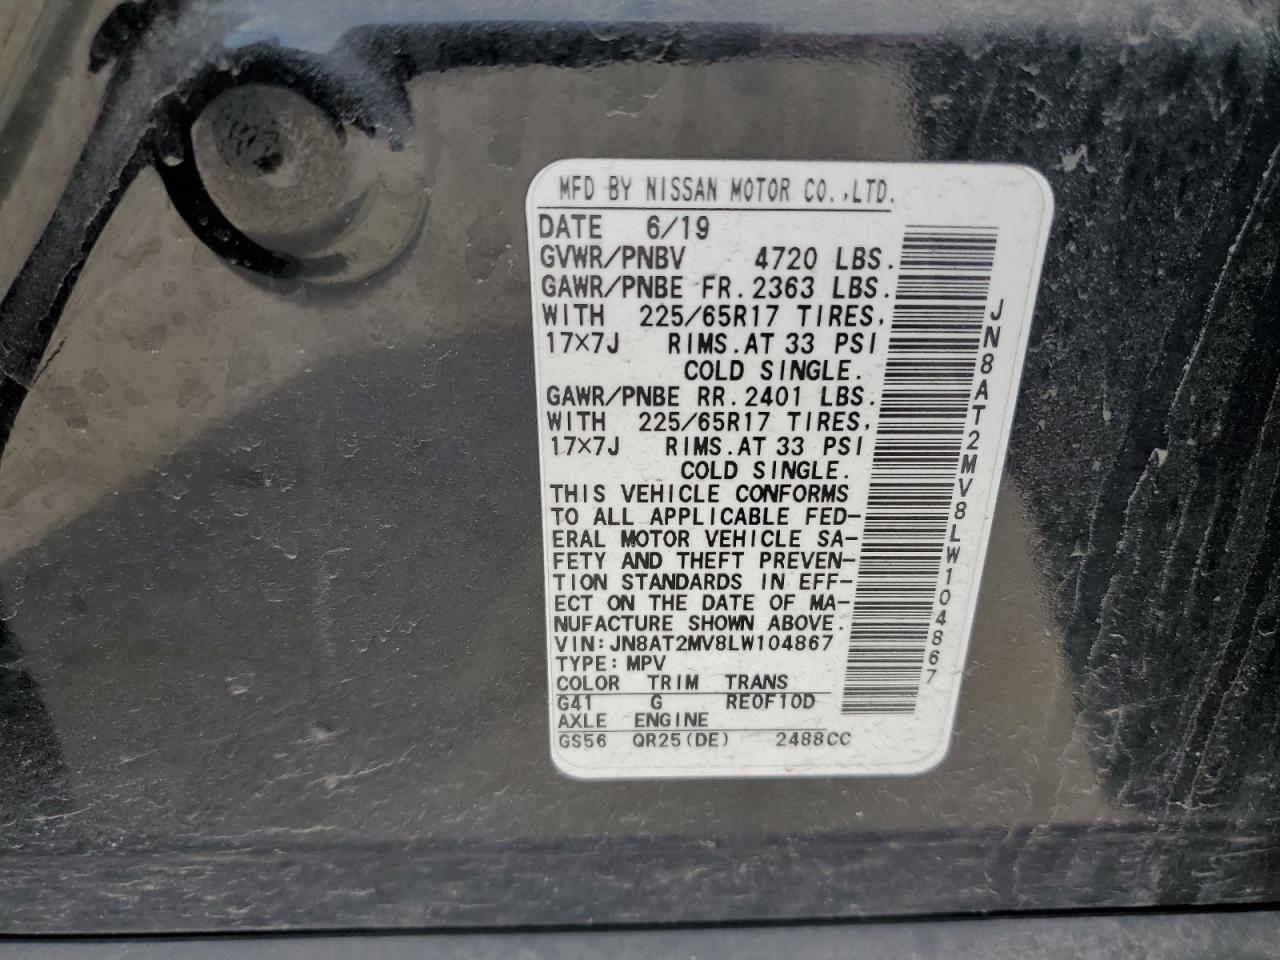 MFD BY NISSAN MOTOR CO.,LTD.
DATE 6/19
GVWR/PNBV 4720 LBS.
GAWR/PNBE FR.2363 LBS.
WITH 225/65R17 TIRES,
17×7J RIMS.AT 33 PSI
COLD SINGLE.
GAWR/PNBE RR.2401 LBS.
WITH 225/65R17 TIRES,
17×7J RIMS.AT 33 PSI
COLD SINGLE.
THIS VEHICLE CONFORMS
TO ALL APPLICABLE FED-
ERAL MOTOR VEHICLE SA-
FETY AND THEFT PREVEN-
TION STANDARDS IN EFF-
ECT ON THE DATE OF MA-
NUFACTURE SHOWN ABOVE.
VIN:JN8AT2MV8LW104867
TYPE:MPV
COLOR TRIM TRANS
G41 G RE0F10D
AXLE ENGINE
GS56 QR25(DE) 2488CC
JN8AT2MV8LW104867